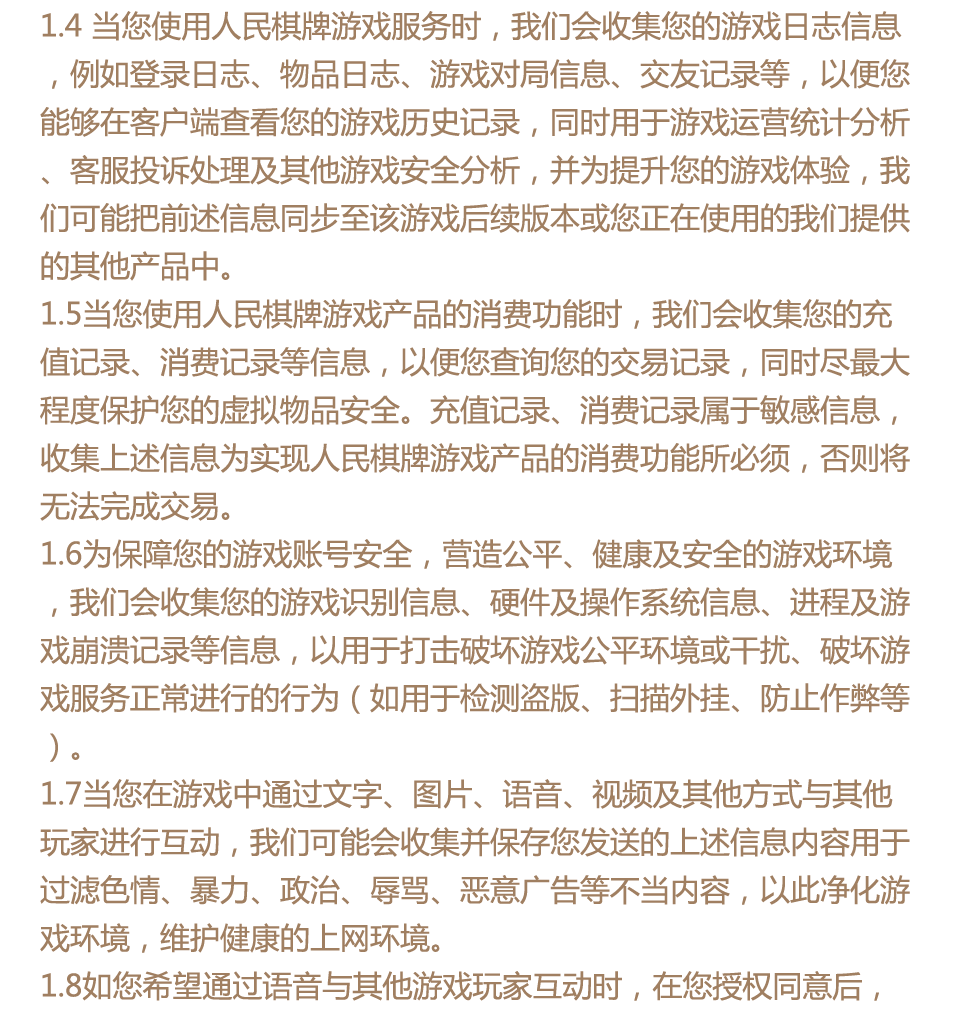 1.4 当您使用人民棋牌游戏服务时，我们会收集您的游戏日志信息
，例如登录日志、物品日志、游戏对局信息、交友记录等，以便您
能够在客户端查看您的游戏历史记录，同时用于游戏运营统计分析
、客服投诉处理及其他游戏安全分析，并为提升您的游戏体验，我
们可能把前述信息同步至该游戏后续版本或您正在使用的我们提供
的其他产品中。
1.5当您使用人民棋牌游戏产品的消费功能时，我们会收集您的充
值记录、消费记录等信息，以便您查询您的交易记录，同时尽最大
程度保护您的虚拟物品安全。充值记录、消费记录属于敏感信息，
收集上述信息为实现人民棋牌游戏产品的消费功能所必须，否则将
无法完成交易。
1.6为保障您的游戏账号安全，营造公平、健康及安全的游戏环境
，我们会收集您的游戏识别信息、硬件及操作系统信息、进程及游
戏崩溃记录等信息，以用于打击破坏游戏公平环境或干扰、破坏游
戏服务正常进行的行为（如用于检测盗版、扫描外挂、防止作弊等
）。
1.7当您在游戏中通过文字、图片、语音、视频及其他方式与其他
玩家进行互动，我们可能会收集并保存您发送的上述信息内容用于
过滤色情、暴力、政治、辱骂、恶意广告等不当内容，以此净化游
戏环境，维护健康的上网环境。
1.8如您希望通过语音与其他游戏玩家互动时，在您授权同意后，